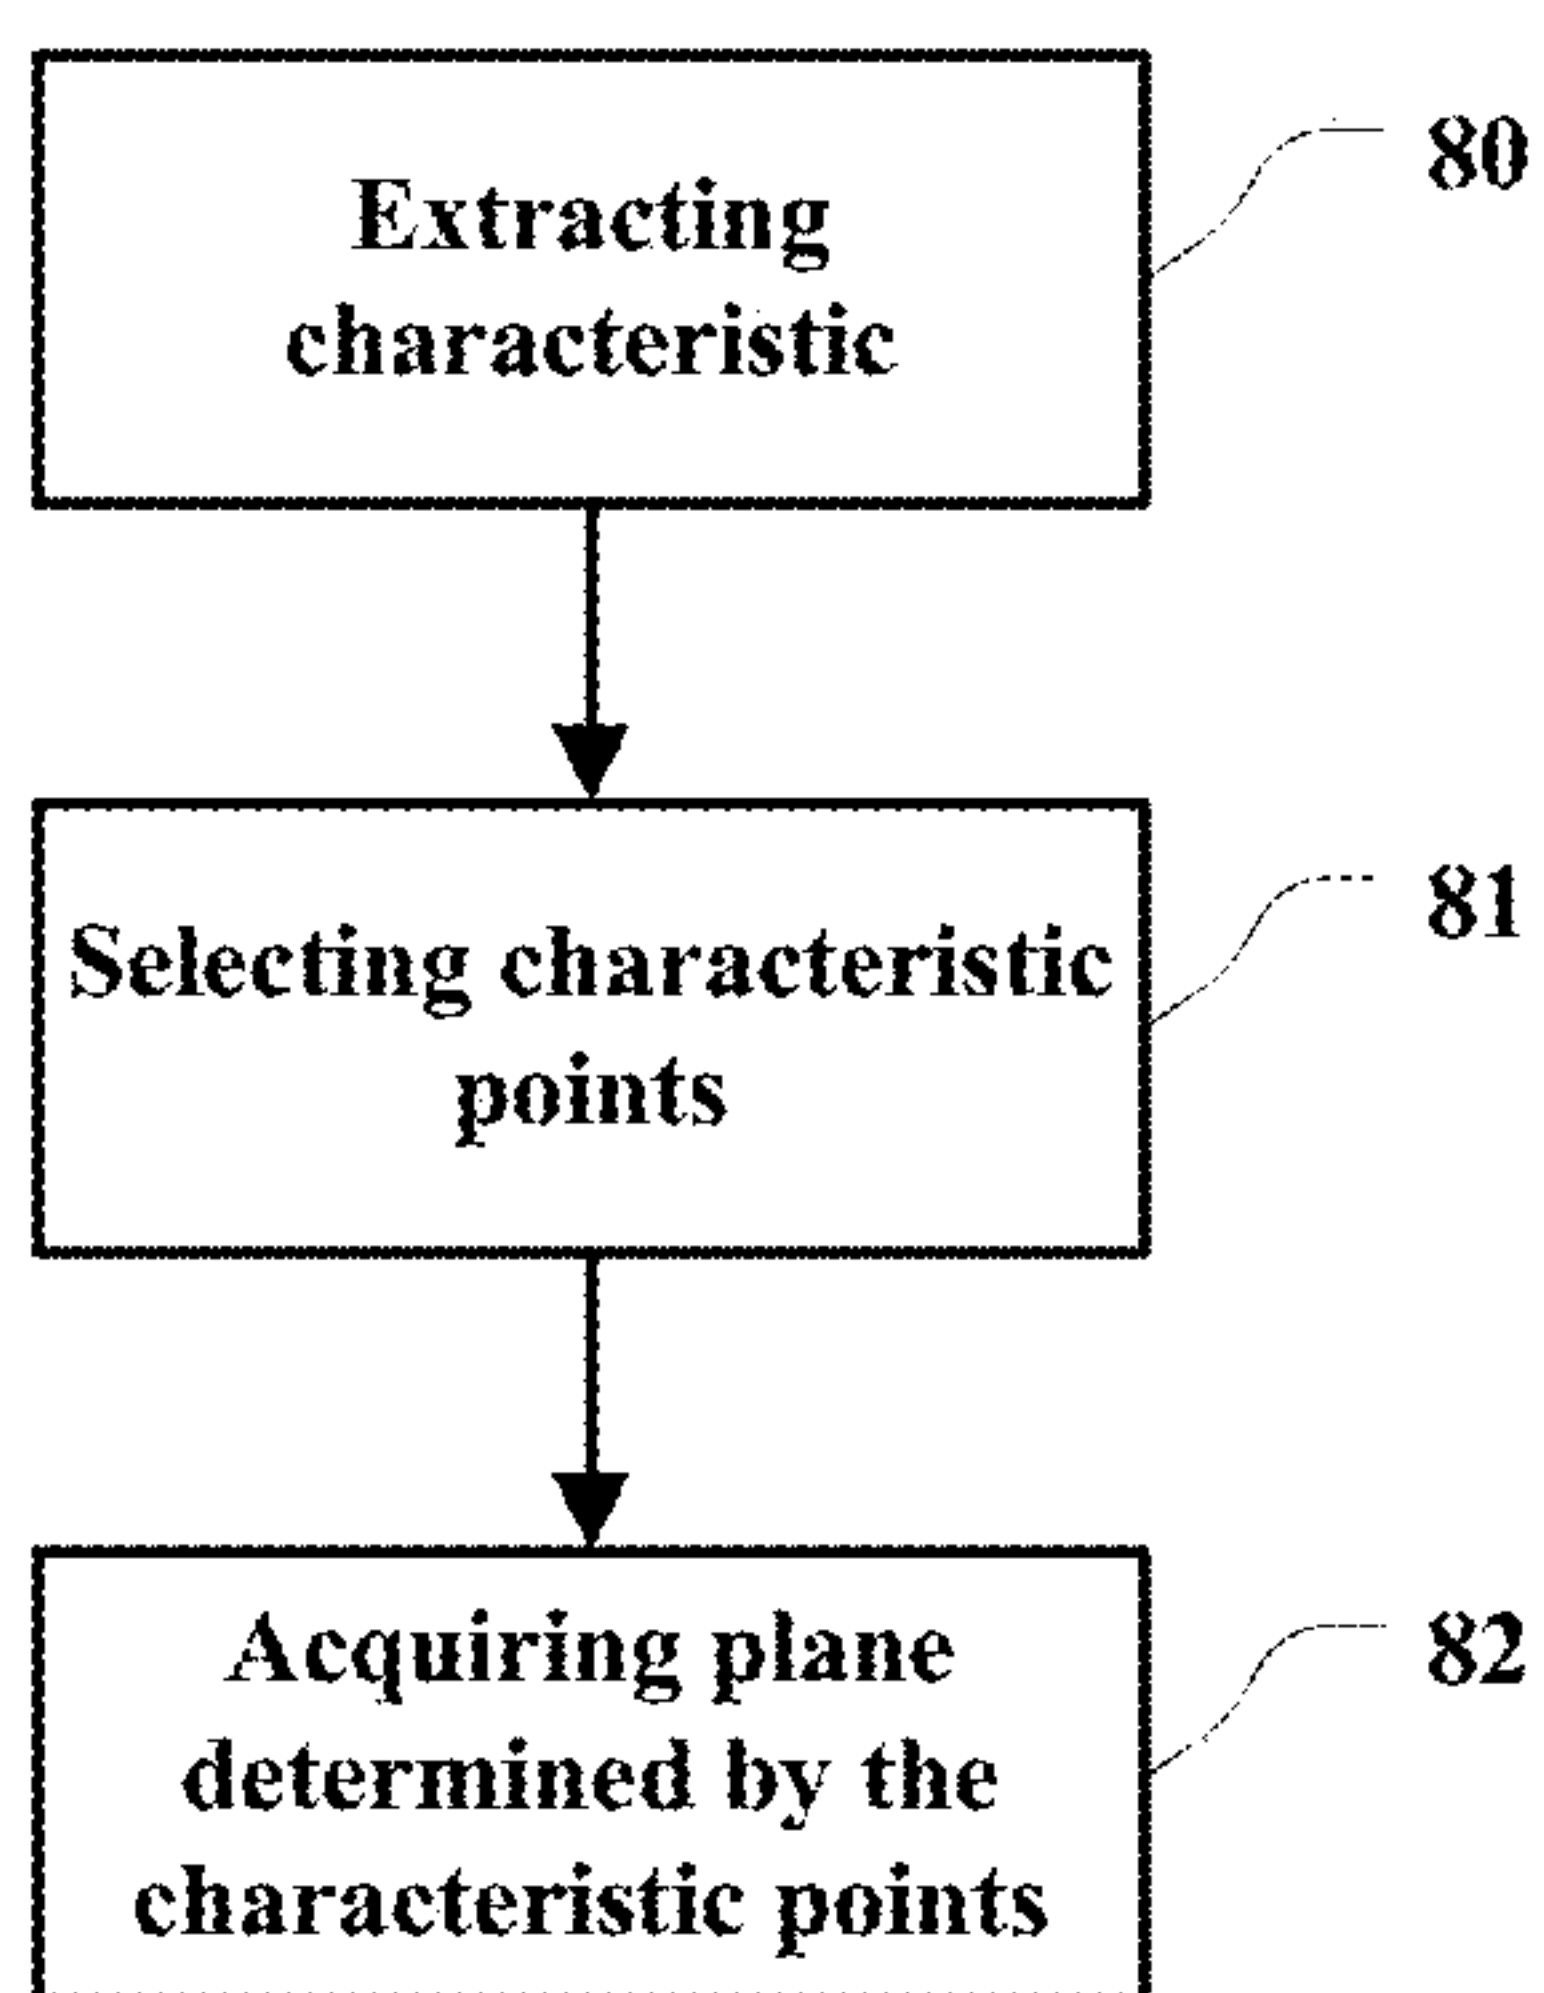 Extracting
characteristic
80
Selecting characteristic
points
81
Acquiring plane
determined by the
characteristic points
82